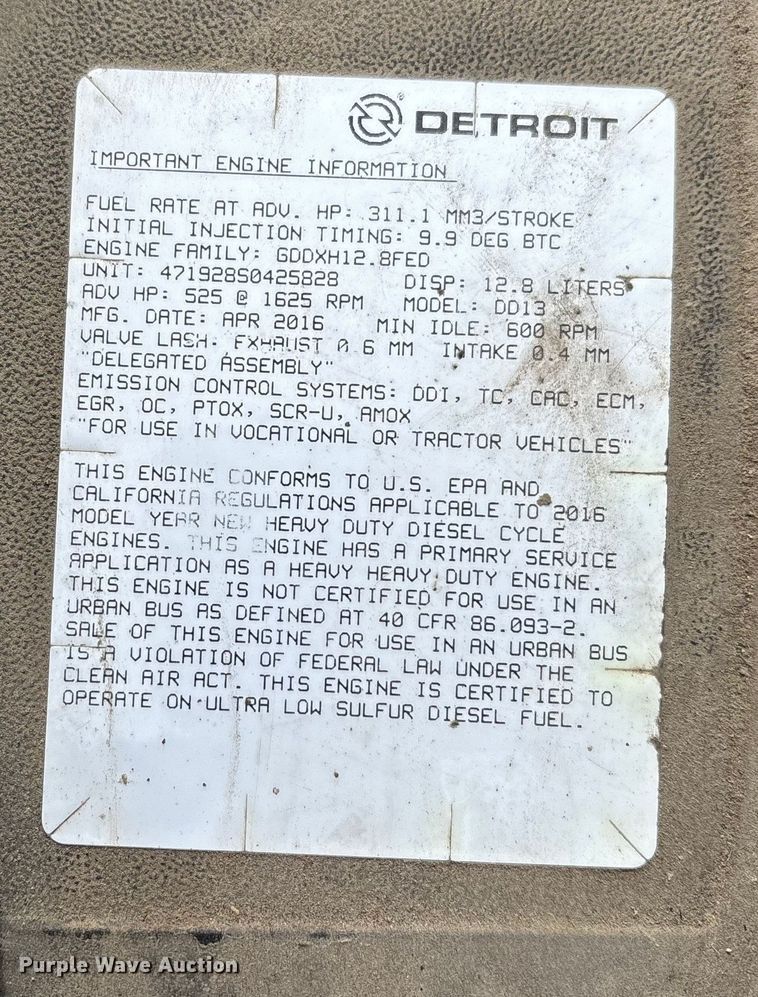 DETROIT
IMPORTANT ENGINE INFORMATION
FUEL RATE AT ADV. HP: 311.1 MM3/STROKE
INITIAL INJECTION TIMING: 9.9 DEG BTC
ENGINE FAMILY: GDDXH12.8FED
UNIT: 471928S0425828 DISP: 12.8 LITERS
ADV HP: 525 @ 1625 RPM MODEL: DD13
MFG. DATE: APR 2016 MIN IDLE: 600 RPM
VALVE LASH: EXHAUST 0.6 MM INTAKE 0.4 MM
"DELEGATED ASSEMBLY"
EMISSION CONTROL SYSTEMS: DDI, TC, CAC, ECM,
EGR, OC, PTOX, SCR-U, AMOX
"FOR USE IN VOCATIONAL OR TRACTOR VEHICLES"
THIS ENGINE CONFORMS TO U.S. EPA AND
CALIFORNIA REGULATIONS APPLICABLE TO 2016
MODEL YEAR NEW HEAVY DUTY DIESEL CYCLE
ENGINES. THIS ENGINE HAS A PRIMARY SERVICE
APPLICATION AS A HEAVY HEAVY DUTY ENGINE.
THIS ENGINE IS NOT CERTIFIED FOR USE IN AN
URBAN BUS AS DEFINED AT 40 CFR 86.093-2.
SALE OF THIS ENGINE FOR USE IN AN URBAN BUS
IS A VIOLATION OF FEDERAL LAW UNDER THE
CLEAN AIR ACT. THIS ENGINE IS CERTIFIED TO
OPERATE ON ULTRA LOW SULFUR DIESEL FUEL.
Purple Wave Auction